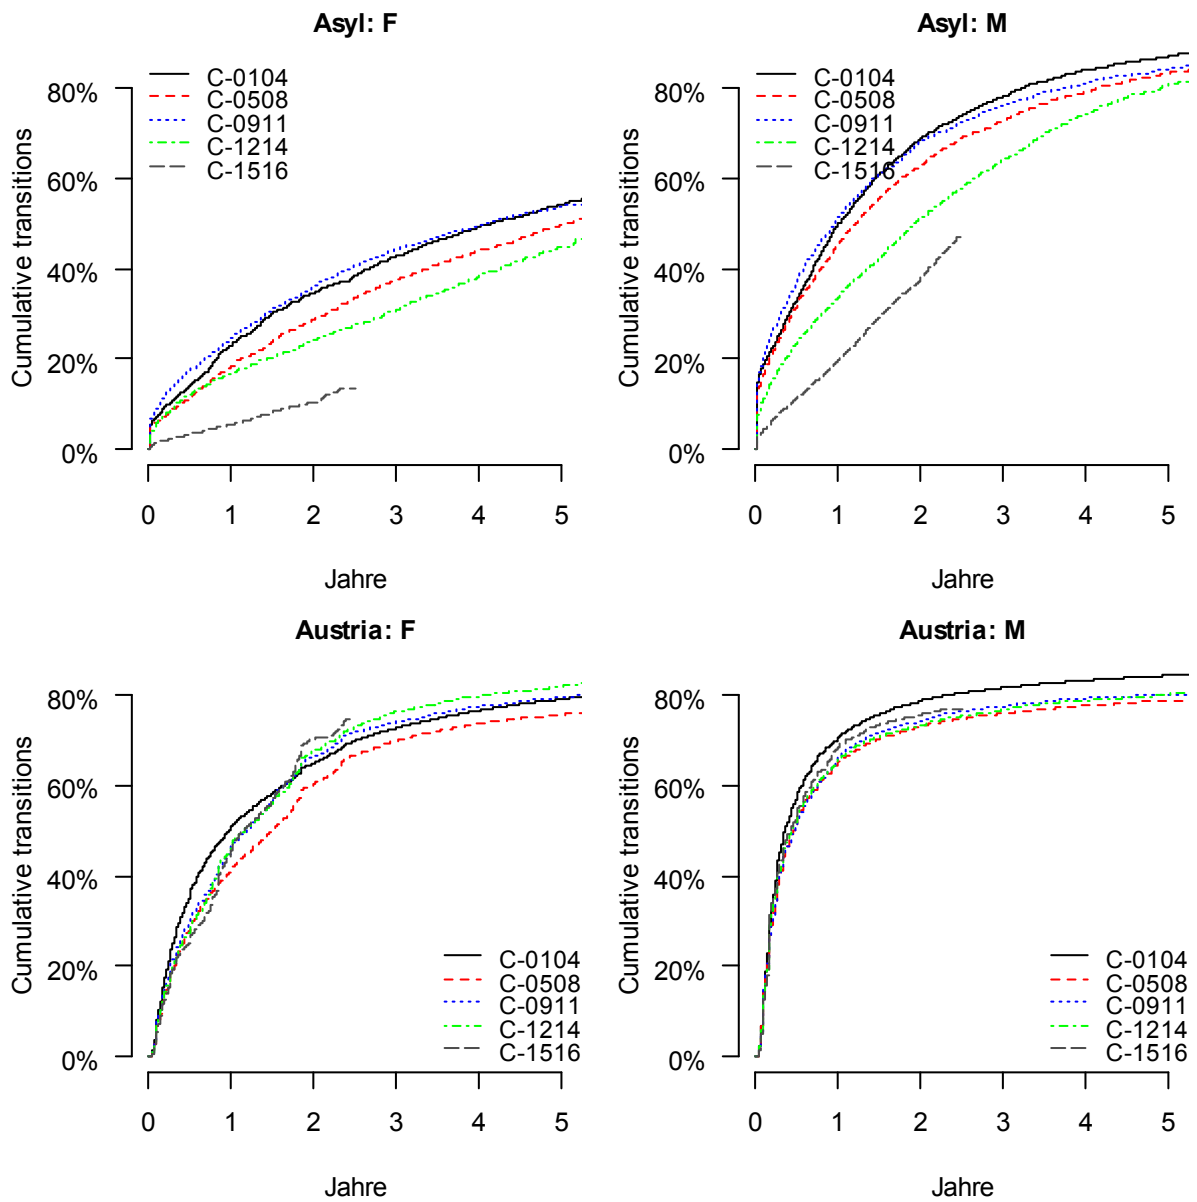 Asyl: F
C-0104
C-0508
C-0911
C-1214
C-1516
Cumulative transitions
80%
60%
40%
20%
0%
0 1 2 3 4 5
Jahre
Asyl: M
C-0104
C-0508
C-0911
C-1214
C-1516
Cumulative transitions
80%
60%
40%
20%
0%
0 1 2 3 4 5
Jahre
Austria: F
Cumulative transitions
80%
60%
40%
20%
0%
C-0104
C-0508
C-0911
C-1214
C-1516
0 1 2 3 4 5
Jahre
Austria: M
Cumulative transitions
80%
60%
40%
20%
0%
C-0104
C-0508
C-0911
C-1214
C-1516
0 1 2 3 4 5
Jahre